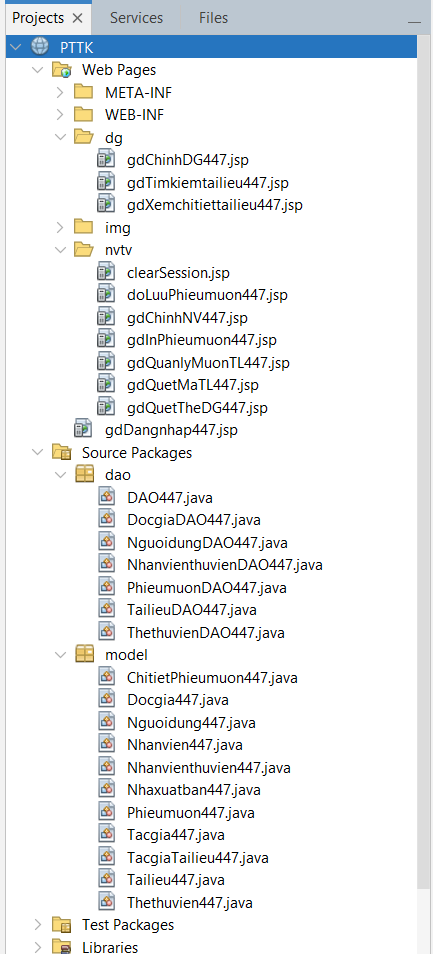 Projects Services Files
PTTK
Web Pages
META-INF
WEB-INF
dg
gdChinhDG447.jsp
gdTimkiemtailieu447.jsp
gdXemchitiettailieu447.jsp
img
nvtv
clearSession.jsp
doLuuPhieumuon447.jsp
gdChinhNV447.jsp
gdInPhieumuon447.jsp
gdQuanlyMuonTL447.jsp
gdQuetMaTL447.jsp
gdQuetTheDG447.jsp
gdDangnhap447.jsp
Source Packages
dao
DAO447.java
DocgiaDAO447.java
NguoidungDAO447.java
NhanvienthuvienDAO447.java
PhieumuonDAO447.java
TailieuDAO447.java
ThethuvienDAO447.java
model
ChitietPhieumuon447.java
Docgia447.java
Nguoidung447.java
Nhanvien447.java
Nhanvienthuvien447.java
Nhaxuatban447.java
Phieumuon447.java
Tacgia447.java
TacgiaTailieu447.java
Tailieu447.java
Thethuvien447.java
Test Packages
Libraries